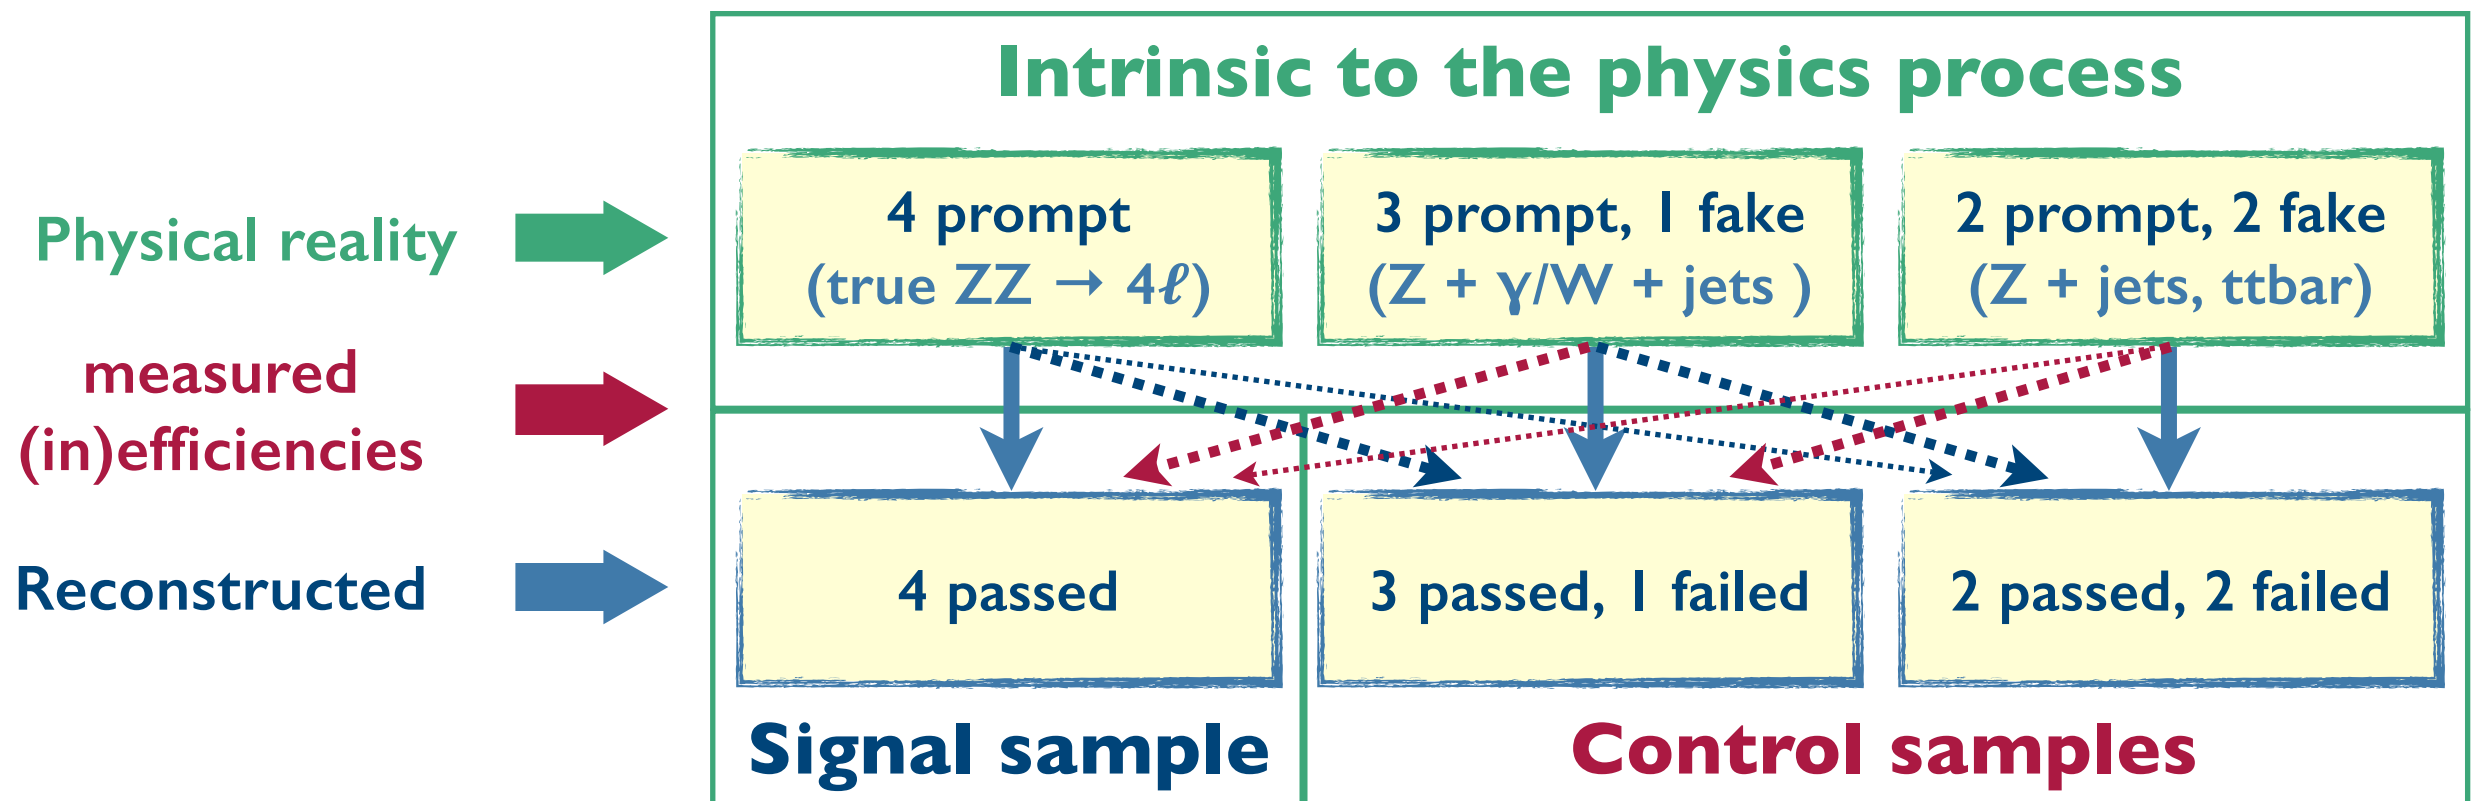 Intrinsic to the physics process
Physical reality
4 prompt
(true ZZ → 4ℓ)
3 prompt, 1 fake
(Z + γ/W + jets )
2 prompt, 2 fake
(Z + jets, ttbar)
measured
(in)efficiencies
Reconstructed
4 passed
3 passed, 1 failed
2 passed, 2 failed
Signal sample
Control samples